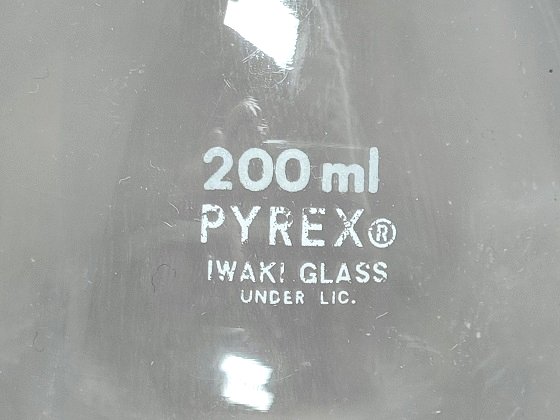 200 ml
PYREX®
IWAKI GLASS
UNDER LIC.